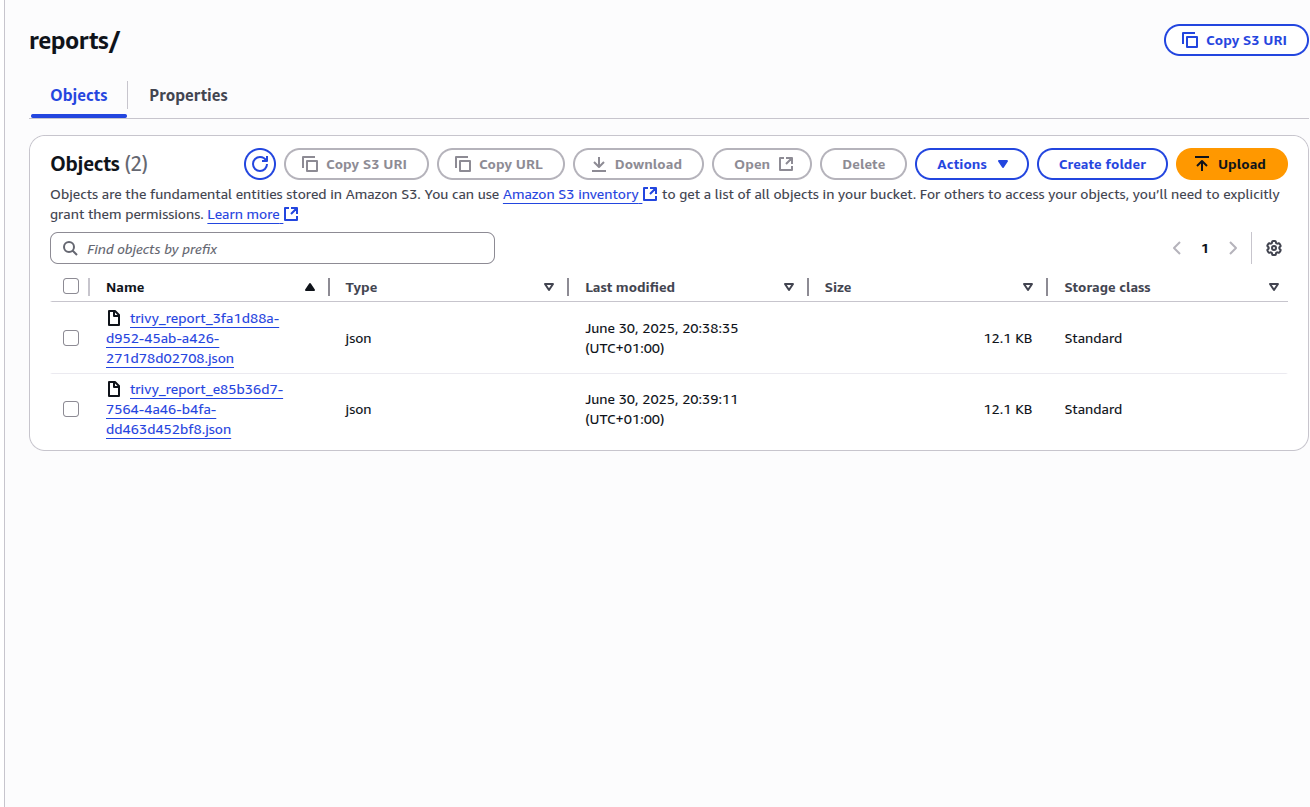 reports/
Copy S3 URI
Objects
Properties
Objects (2)
Copy S3 URI
Copy URL
Download
Open
Delete
Actions
Create folder
Upload
Objects are the fundamental entities stored in Amazon S3. You can use Amazon S3 inventory to get a list of all objects in your bucket. For others to access your objects, you'll need to explicitly
grant them permissions. Learn more
Find objects by prefix
1
Name
Type
Last modified
Size
Storage class
trivy_report_3fa1d88a-
d952-45ab-a426-
271d78d02708.json
json
June 30, 2025, 20:38:35
(UTC+01:00)
12.1 KB
Standard
trivy_report_e85b36d7-
7564-4a46-b4fa-
dd463d452bf8.json
json
June 30, 2025, 20:39:11
(UTC+01:00)
12.1 KB
Standard